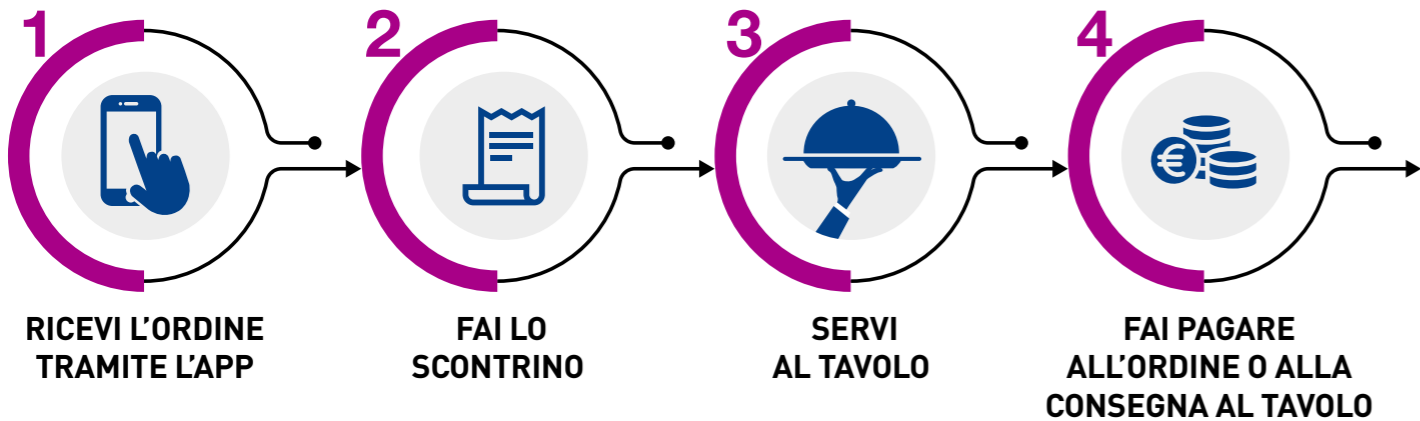 1
RICEVI L'ORDINE
TRAMITE L'APP
2
FAI LO
SCONTRINO
3
SERVI
AL TAVOLO
4
€
FAI PAGARE
ALL'ORDINE O ALLA
CONSEGNA AL TAVOLO